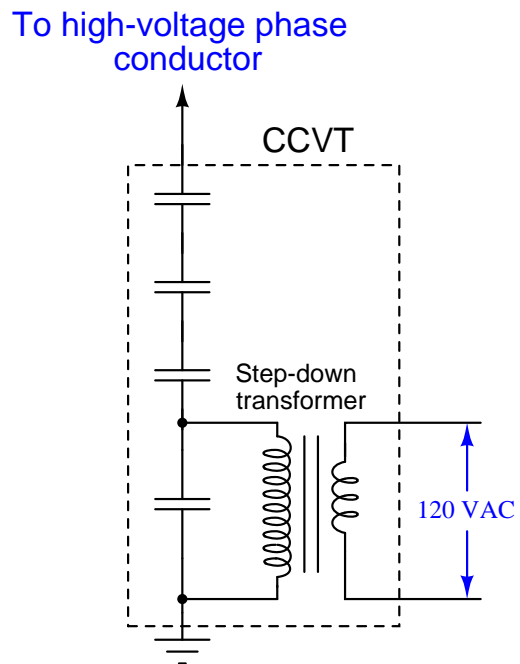 To high-voltage phase
conductor
CCVT
Step-down
transformer
120 VAC